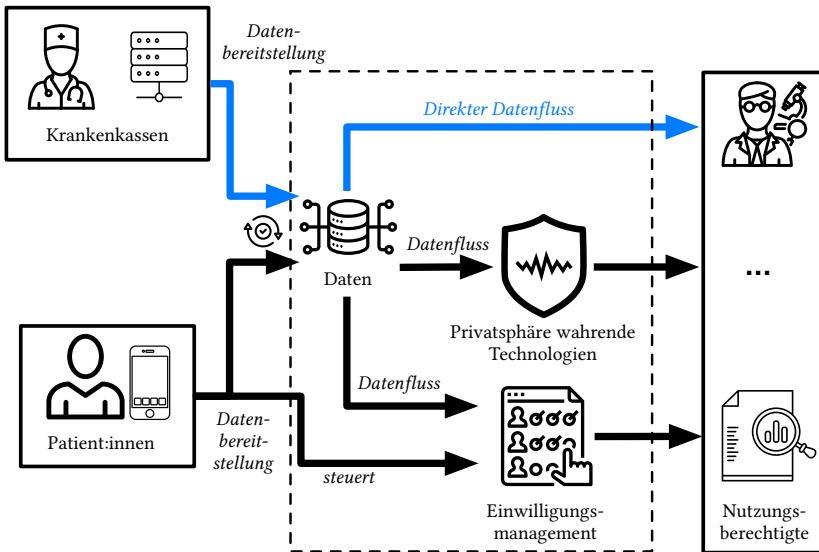 Daten-
bereitstellung
Krankenkassen
Direkter Datenfluss
Daten
Datenfluss
Privatsphäre wahrende
Technologien
...
Patient:innen
Daten-
bereit-
stellung
Datenfluss
steuert
Einwilligungs-
management
Nutzungs-
berechtigte